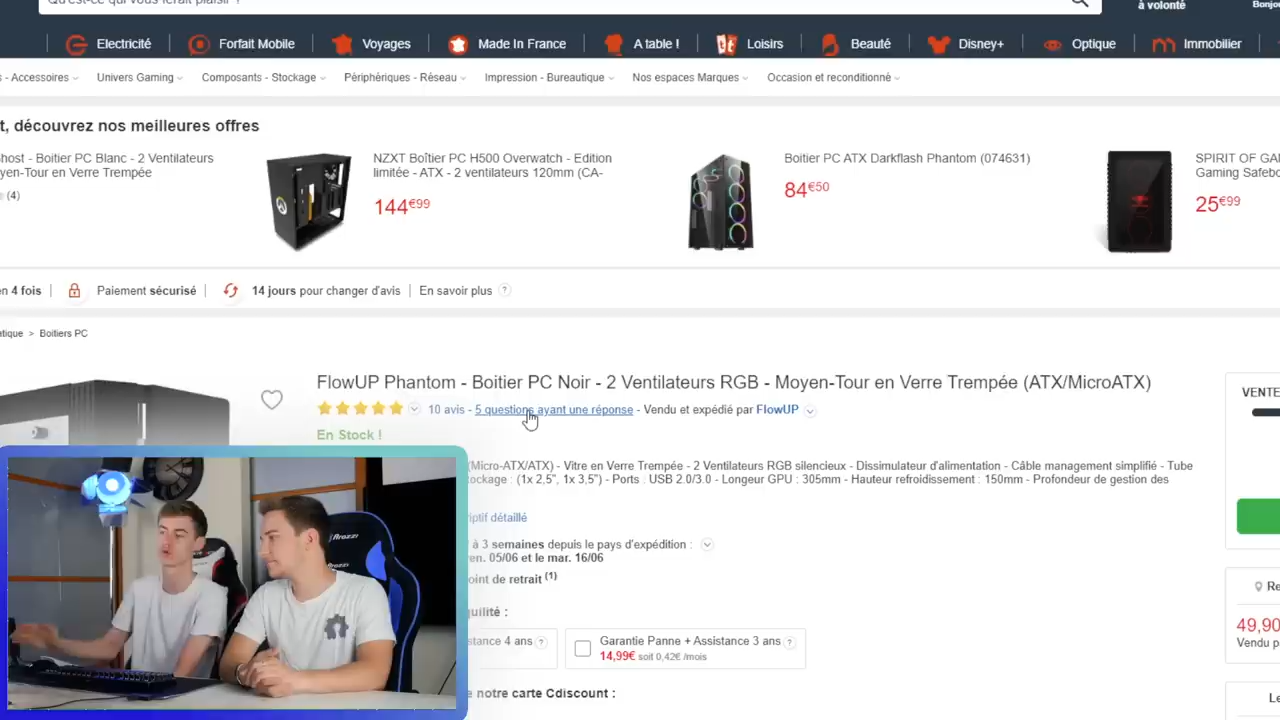 Qu'est-ce qui vous ferait plaisir ?
à volonté
Electricité
Forfait Mobile
Voyages
Made In France
A table !
Loisirs
Beauté
Disney+
Optique
Immobilier
s - Accessoires
Univers Gaming
Composants - Stockage
Périphériques - Réseau
Impression - Bureautique
Nos espaces Marques
Occasion et reconditionné
t, découvrez nos meilleures offres
host - Boitier PC Blanc - 2 Ventilateurs
yen-Tour en Verre Trempée
(4)
NZXT Boîtier PC H500 Overwatch - Edition
limitée - ATX - 2 ventilateurs 120mm (CA-
144€99
Boitier PC ATX Darkflash Phantom (074631)
84€50
SPIRIT OF GA
Gaming Safebo
25€99
en 4 fois
Paiement sécurisé
14 jours pour changer d'avis
En savoir plus ?
atique > Boitiers PC
FlowUP Phantom - Boitier PC Noir - 2 Ventilateurs RGB - Moyen-Tour en Verre Trempée (ATX/MicroATX)
10 avis - 5 questions ayant une réponse - Vendu et expédié par FlowUP
En Stock !
(Micro-ATX/ATX) - Vitre en Verre Trempée - 2 Ventilateurs RGB silencieux - Dissimulateur d'alimentation - Câble management simplifié - Tube
ockage : (1x 2,5", 1x 3,5") - Ports : USB 2.0/3.0 - Longeur GPU : 305mm - Hauteur refroidissement : 150mm - Profondeur de gestion des
riptif détaillé
à 3 semaines depuis le pays d'expédition :
en. 05/06 et le mar. 16/06
oint de retrait (1)
uilité :
stance 4 ans ?
Garantie Panne + Assistance 3 ans ?
14,99€ soit 0,42€ /mois
e notre carte Cdiscount :
VENTE
Re
49,90
Vendu p
Le
Arozzi